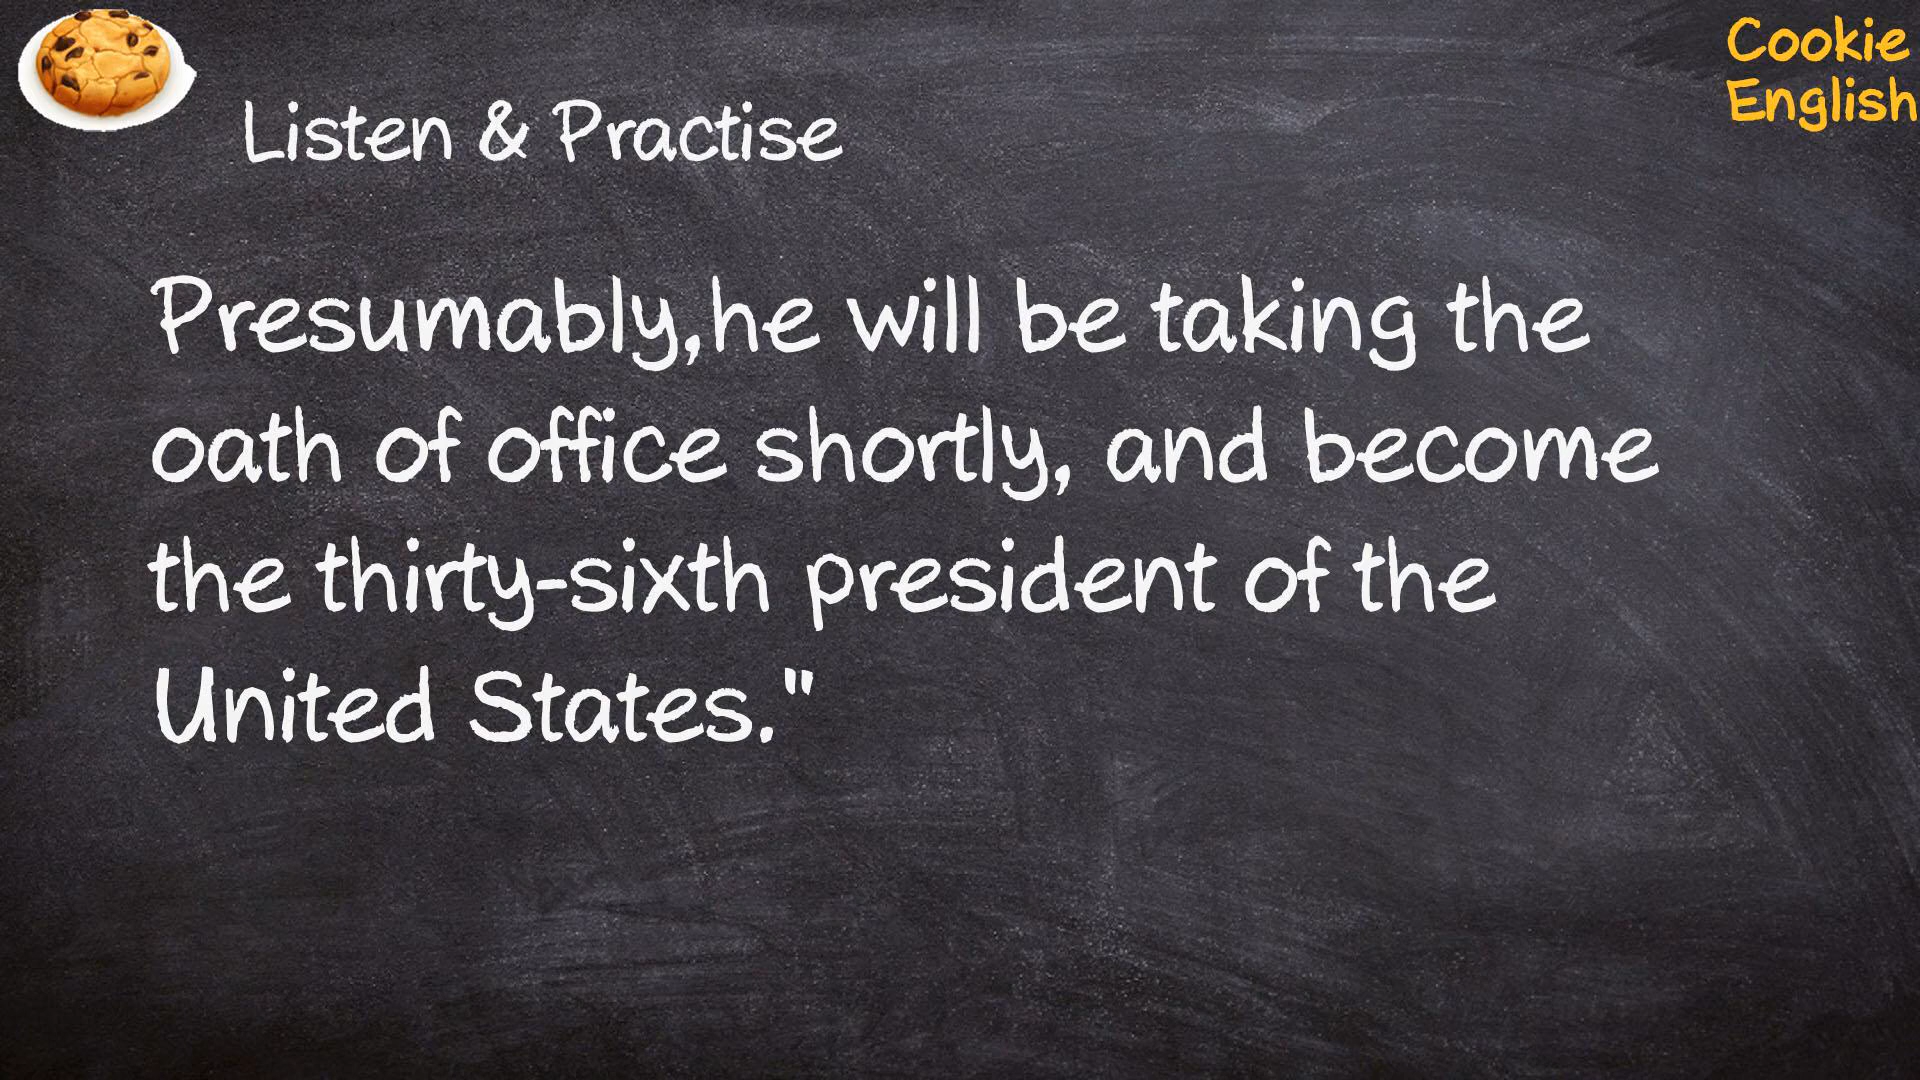 Cookie
English
Listen & Practise
Presumably,he will be taking the
oath of office shortly, and become
the thirty-sixth president of the
United States."